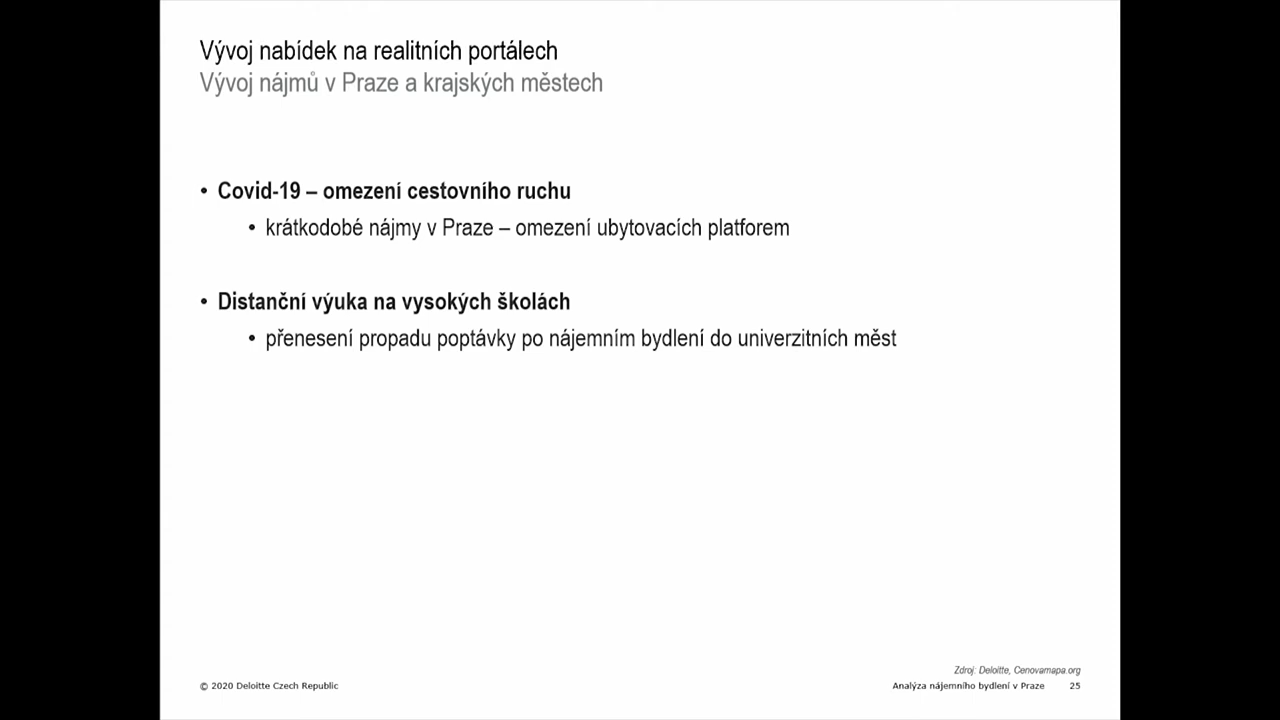 Vývoj nabídek na realitních portálech
Vývoj nájmů v Praze a krajských městech
• Covid-19 – omezení cestovního ruchu
• krátkodobé nájmy v Praze – omezení ubytovacích platforem
• Distanční výuka na vysokých školách
• přenesení propadu poptávky po nájemním bydlení do univerzitních měst
Zdroj: Deloitte, Cenovamapa.org
© 2020 Deloitte Czech Republic
Analýza nájemního bydlení v Praze 25